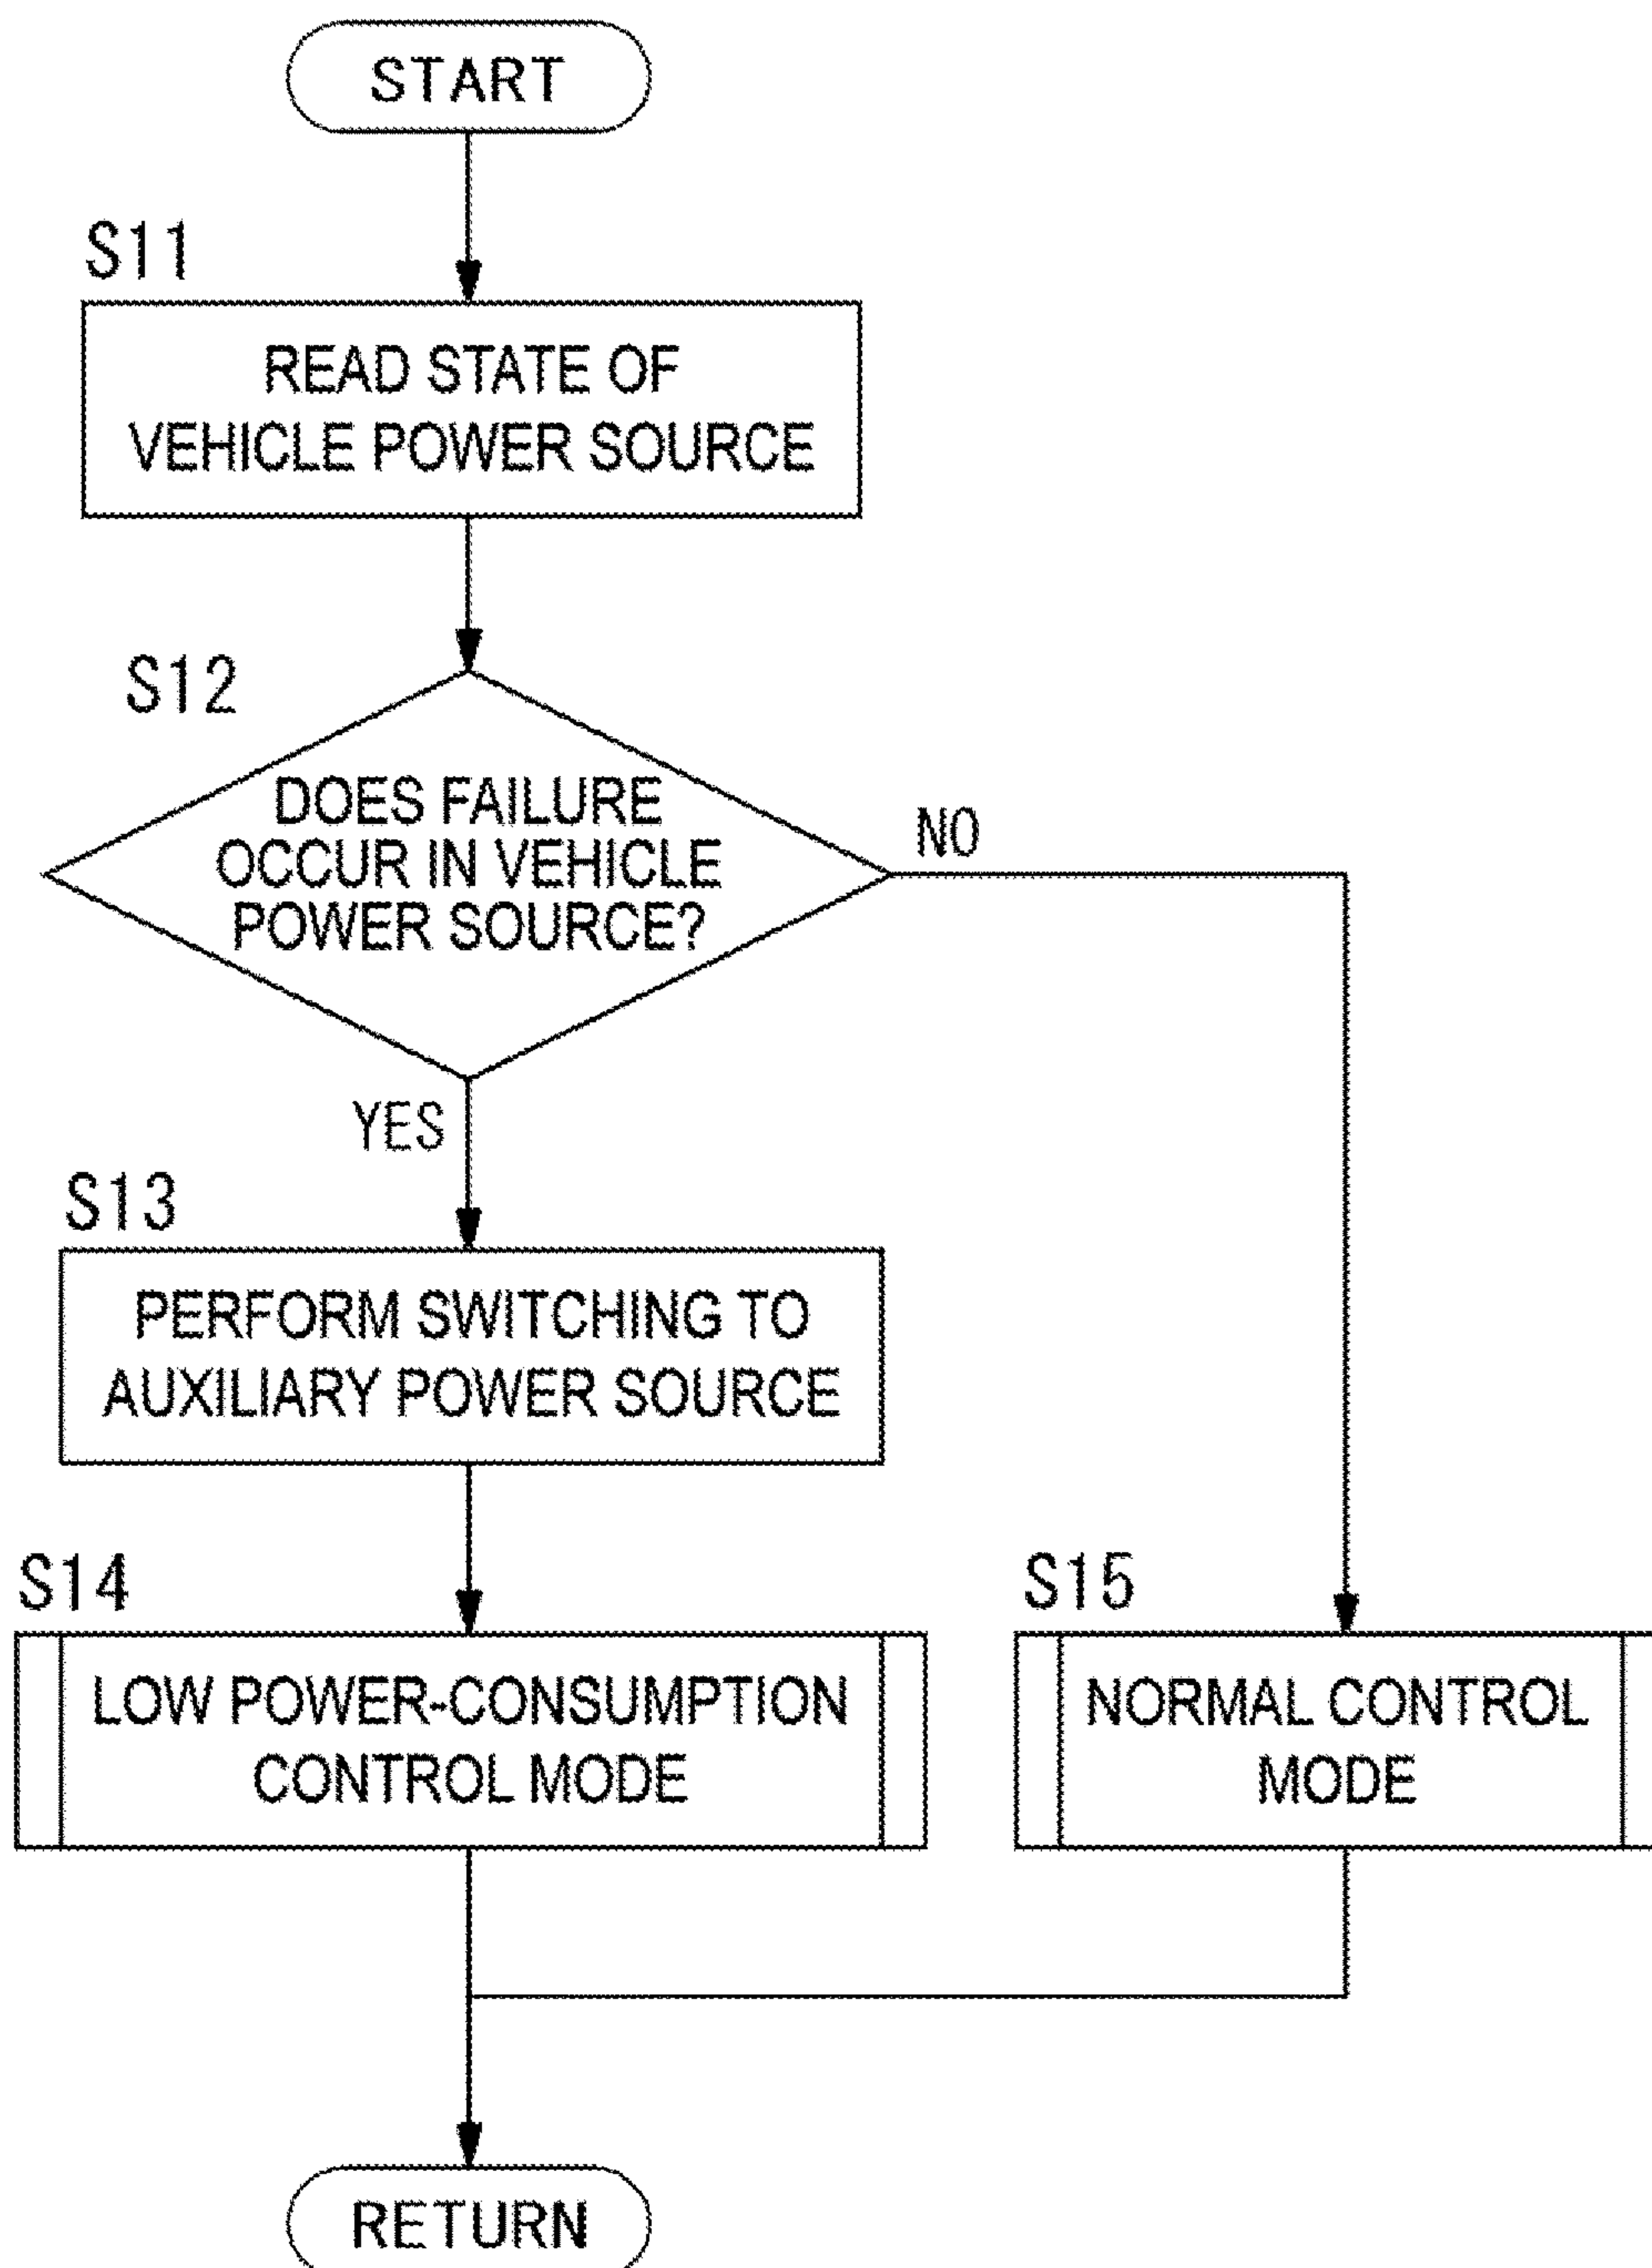 START
S11
READ STATE OF
VEHICLE POWER SOURCE
S12
DOES FAILURE
OCCUR IN VEHICLE
POWER SOURCE?
NO
YES
S13
PERFORM SWITCHING TO
AUXILIARY POWER SOURCE
S14
LOW POWER-CONSUMPTION
CONTROL MODE
S15
NORMAL CONTROL
MODE
RETURN